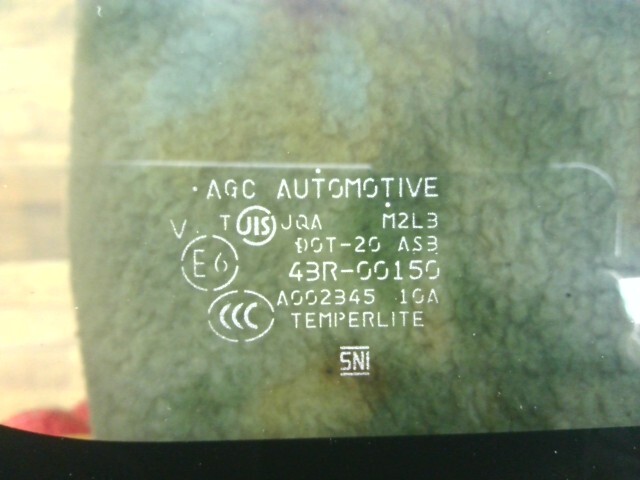 AGC AUTOMOTIVE
T JIS JQA M2L3
V.
DOT-20 AS3
E6 43R-00150
A002345 10A
CCC TEMPERLITE
SNI